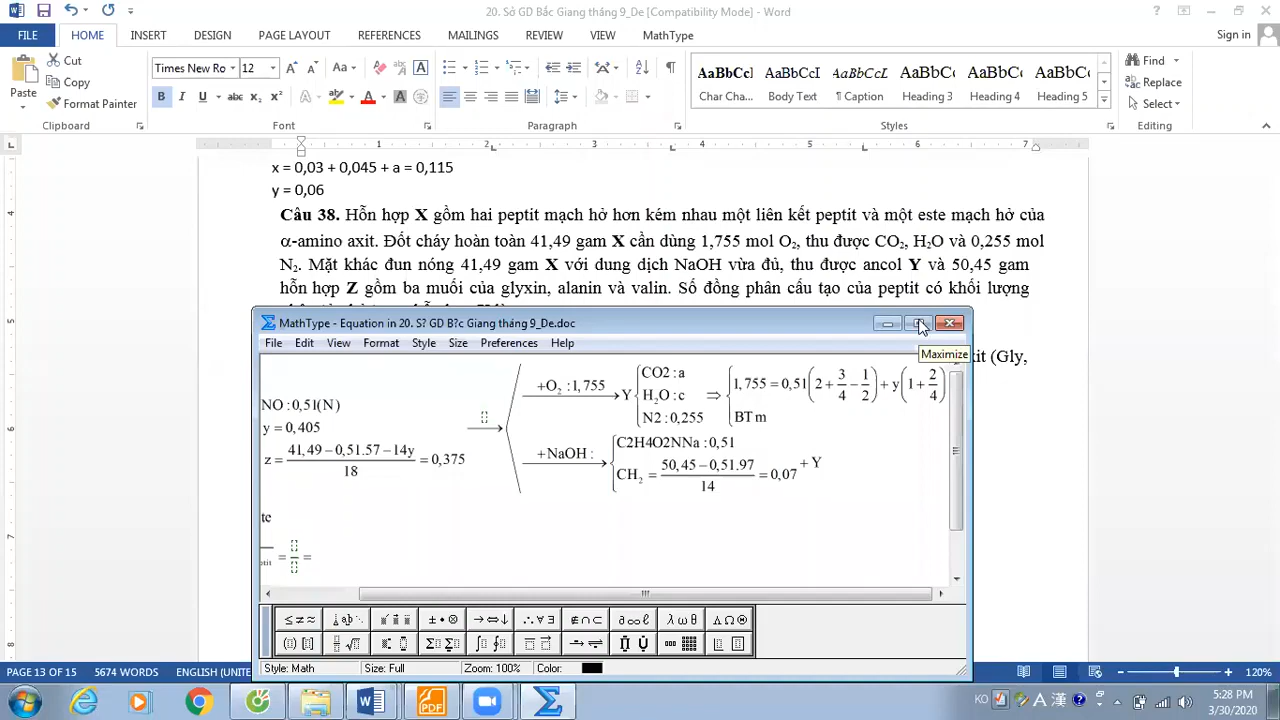 20. Sở GD Bắc Giang tháng 9_De [Compatibility Mode] - Word
FILE HOME INSERT DESIGN PAGE LAYOUT REFERENCES MAILINGS REVIEW VIEW MathType Sign in
Paste Cut Copy Format Painter
Times New Ro 12
AaBbCcI AaBbCcL AaBbCcL AaBbC AaBbCc AaBbC
Char Cha... Body Text ¶ Caption Heading 3 Heading 4 Heading 5
Find Replace Select
Clipboard Font Paragraph Styles Editing
1 2 3 4 5 6 7
x = 0,03 + 0,045 + a = 0,115
y = 0,06
Câu 38. Hỗn hợp X gồm hai peptit mạch hở hơn kém nhau một liên kết peptit và một este mạch hở của
α-amino axit. Đốt cháy hoàn toàn 41,49 gam X cần dùng 1,755 mol O₂, thu được CO₂, H₂O và 0,255 mol
N₂. Mặt khác đun nóng 41,49 gam X với dung dịch NaOH vừa đủ, thu được ancol Y và 50,45 gam
hỗn hợp Z gồm ba muối của glyxin, alanin và valin. Số đồng phân cấu tạo của peptit có khối lượng
MathType - Equation in 20. S? GD B?c Giang tháng 9_De.doc
File Edit View Format Style Size Preferences Help
Maximize
axit (Gly,
+O₂ :1,755 → Y { CO2 : a
H₂O : c
N2 : 0,255
⇒ { 1,755 = 0,51(2 + 3/4 − 1/2) + y(1 + 2/4)
BT m
NO : 0,51(N)
y = 0,405
z = (41,49 − 0,51.57 − 14y)/18 = 0,375
+NaOH : → { C2H4O2NNa : 0,51
CH₂ = (50,45 − 0,51.97)/14 = 0,07 + Y
te
= =
Style: Math Size: Full Zoom: 100% Color:
PAGE 13 OF 15 5674 WORDS ENGLISH (UNITE 120%
KO 5:28 PM
3/30/2020